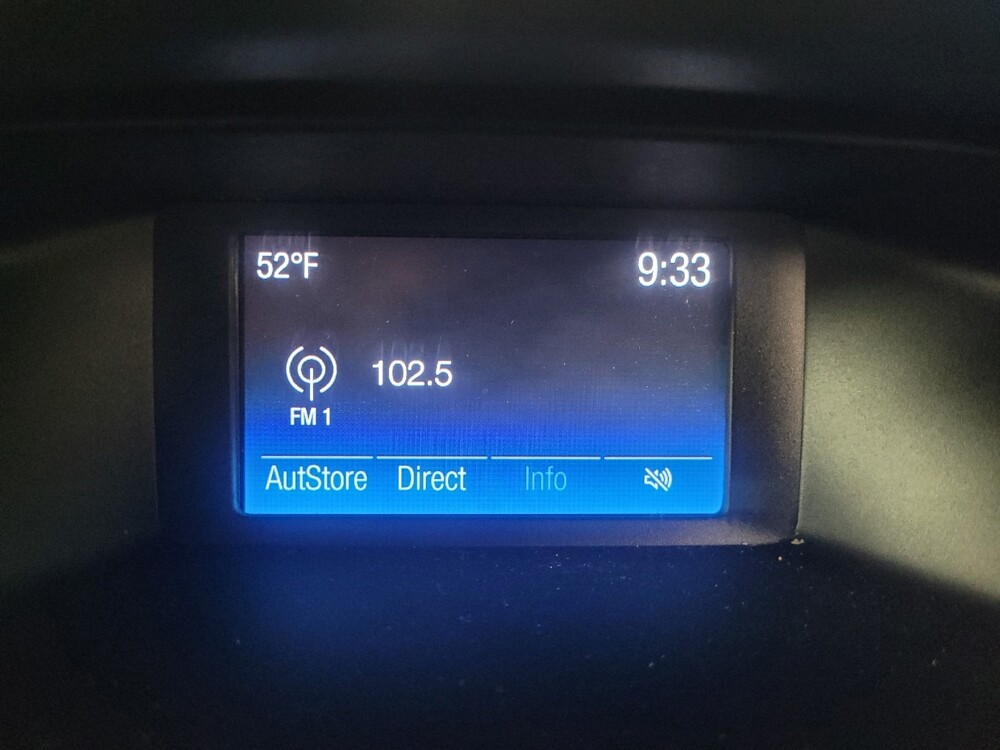 52°F 9:33
102.5
FM 1
AutStore Direct Info